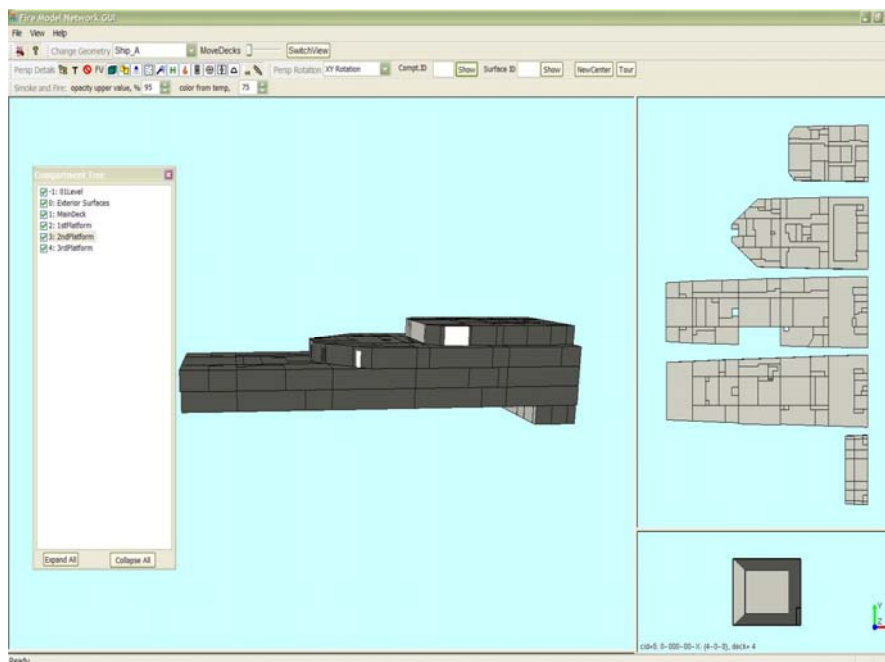 Fire Model Network GUI
File View Help
Change Geometry Ship_A MoveDecks SwitchView
Persp Details T FV H Persp Rotation XY Rotation Compt.ID Show Surface ID Show NewCenter Tour
Smoke and Fire: opacity upper value, % 95 color from temp, 75
Compartment Tree
-1: 01Level
0: Exterior Surfaces
1: MainDeck
2: 1stPlatform
3: 2ndPlatform
4: 3rdPlatform
Expand All Collapse All
Y
Z
cId=5: 0-000-00-X: (4-0-0), deck= 4
Ready